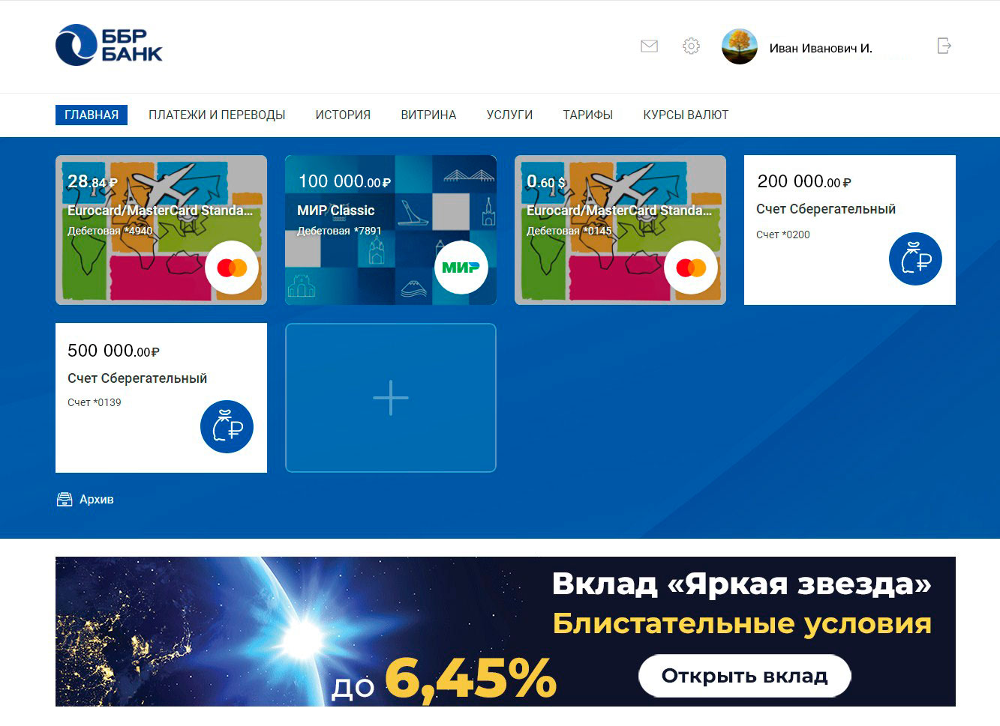 ББР
БАНК
Иван Иванович И.
ГЛАВНАЯ ПЛАТЕЖИ И ПЕРЕВОДЫ ИСТОРИЯ ВИТРИНА УСЛУГИ ТАРИФЫ КУРСЫ ВАЛЮТ
28.84 ₽
Eurocard/MasterCard Standa...
Дебетовая *4940
100 000.00 ₽
МИР Classic
Дебетовая *7891
МИР
0.60 $
Eurocard/MasterCard Standa...
Дебетовая *0145
200 000.00 ₽
Счет Сберегательный
Счет *0200
₽
500 000.00 ₽
Счет Сберегательный
Счет *0139
₽
Архив
Вклад «Яркая звезда»
Блистательные условия
до 6,45%
Открыть вклад